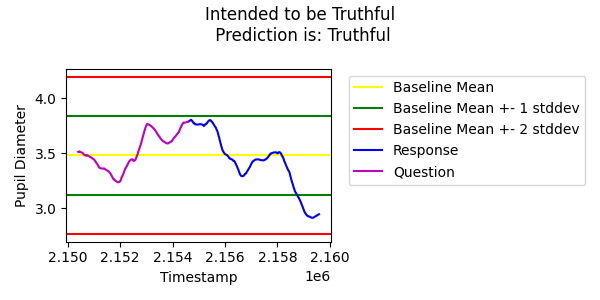 Intended to be Truthful
Prediction is: Truthful
Pupil Diameter
4.0
3.5
3.0
2.150 2.152 2.154 2.156 2.158 2.160
1e6
Timestamp
Baseline Mean
Baseline Mean +- 1 stddev
Baseline Mean +- 2 stddev
Response
Question